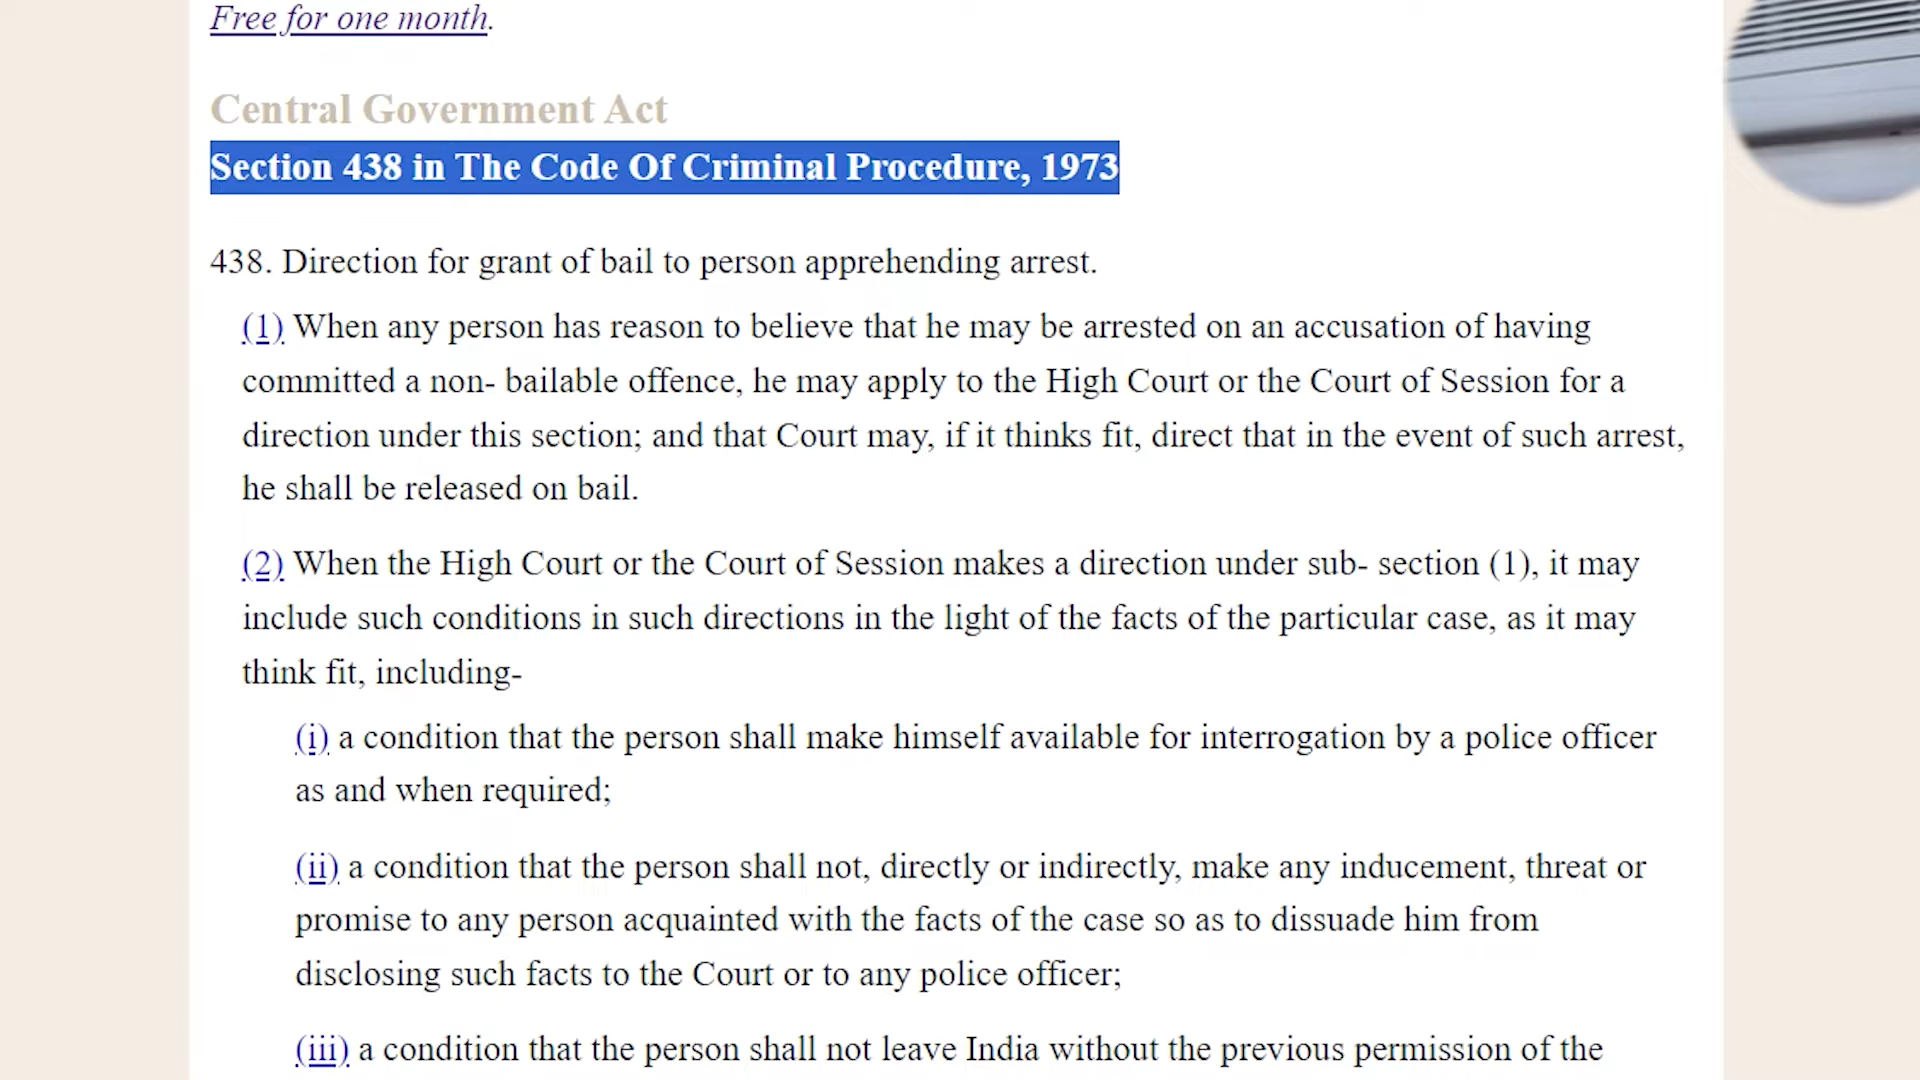 Free for one month.
Central Government Act
Section 438 in The Code Of Criminal Procedure, 1973
438. Direction for grant of bail to person apprehending arrest.
(1) When any person has reason to believe that he may be arrested on an accusation of having
committed a non- bailable offence, he may apply to the High Court or the Court of Session for a
direction under this section; and that Court may, if it thinks fit, direct that in the event of such arrest,
he shall be released on bail.
(2) When the High Court or the Court of Session makes a direction under sub- section (1), it may
include such conditions in such directions in the light of the facts of the particular case, as it may
think fit, including-
(i) a condition that the person shall make himself available for interrogation by a police officer
as and when required;
(ii) a condition that the person shall not, directly or indirectly, make any inducement, threat or
promise to any person acquainted with the facts of the case so as to dissuade him from
disclosing such facts to the Court or to any police officer;
(iii) a condition that the person shall not leave India without the previous permission of the